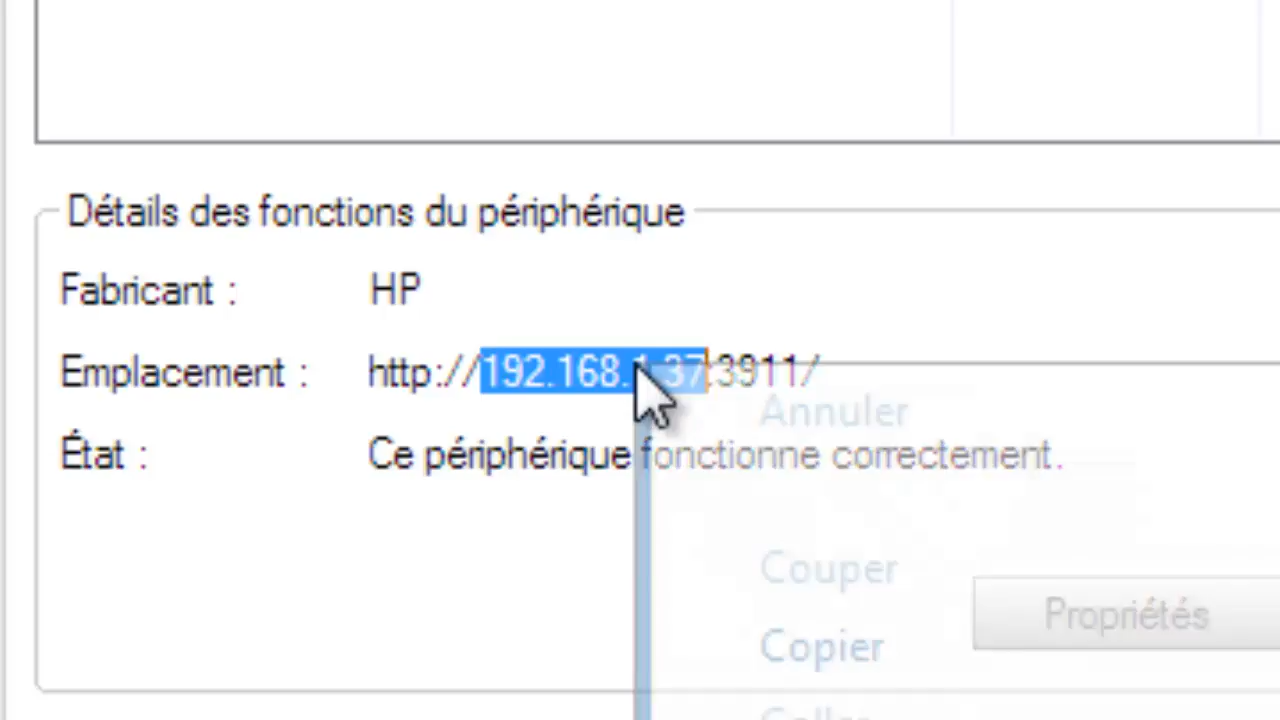 Détails des fonctions du périphérique
Fabricant : HP
Emplacement : http://192.168.1.37:3911/
Annuler
État : Ce périphérique fonctionne correctement.
Couper
Propriétés
Copier
Coller